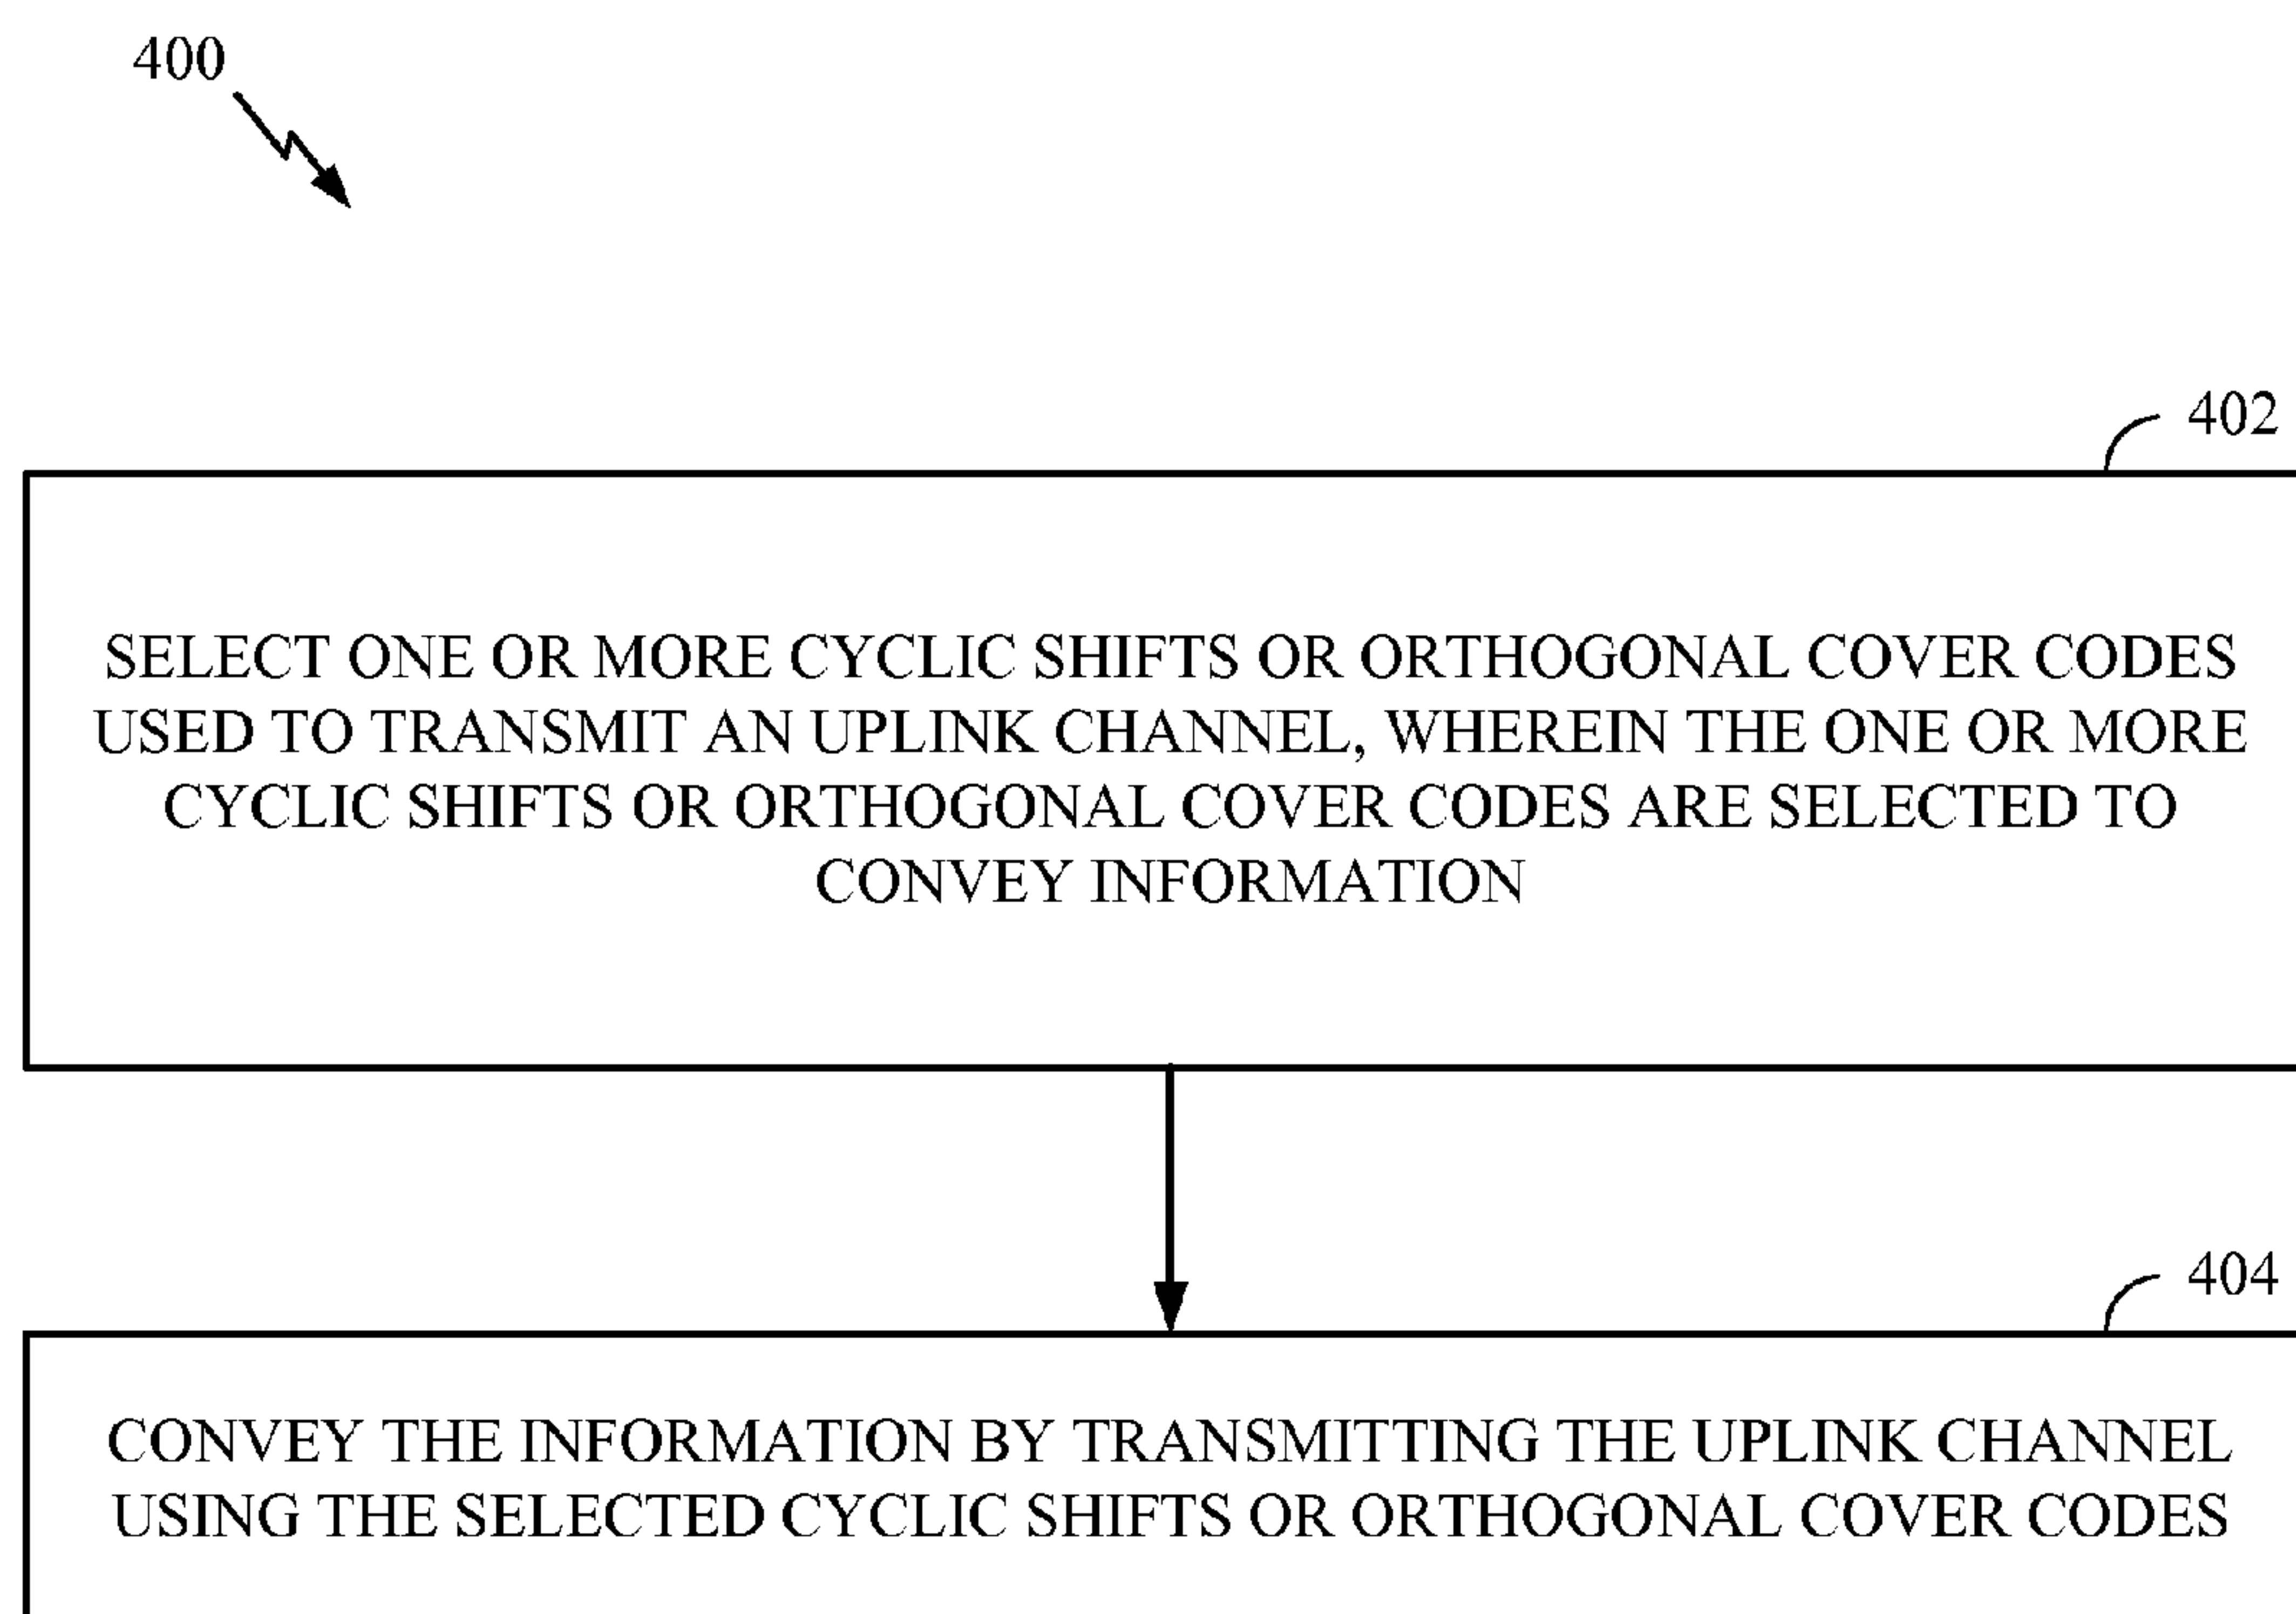 400
402
SELECT ONE OR MORE CYCLIC SHIFTS OR ORTHOGONAL COVER CODES
USED TO TRANSMIT AN UPLINK CHANNEL, WHEREIN THE ONE OR MORE
CYCLIC SHIFTS OR ORTHOGONAL COVER CODES ARE SELECTED TO
CONVEY INFORMATION
404
CONVEY THE INFORMATION BY TRANSMITTING THE UPLINK CHANNEL
USING THE SELECTED CYCLIC SHIFTS OR ORTHOGONAL COVER CODES